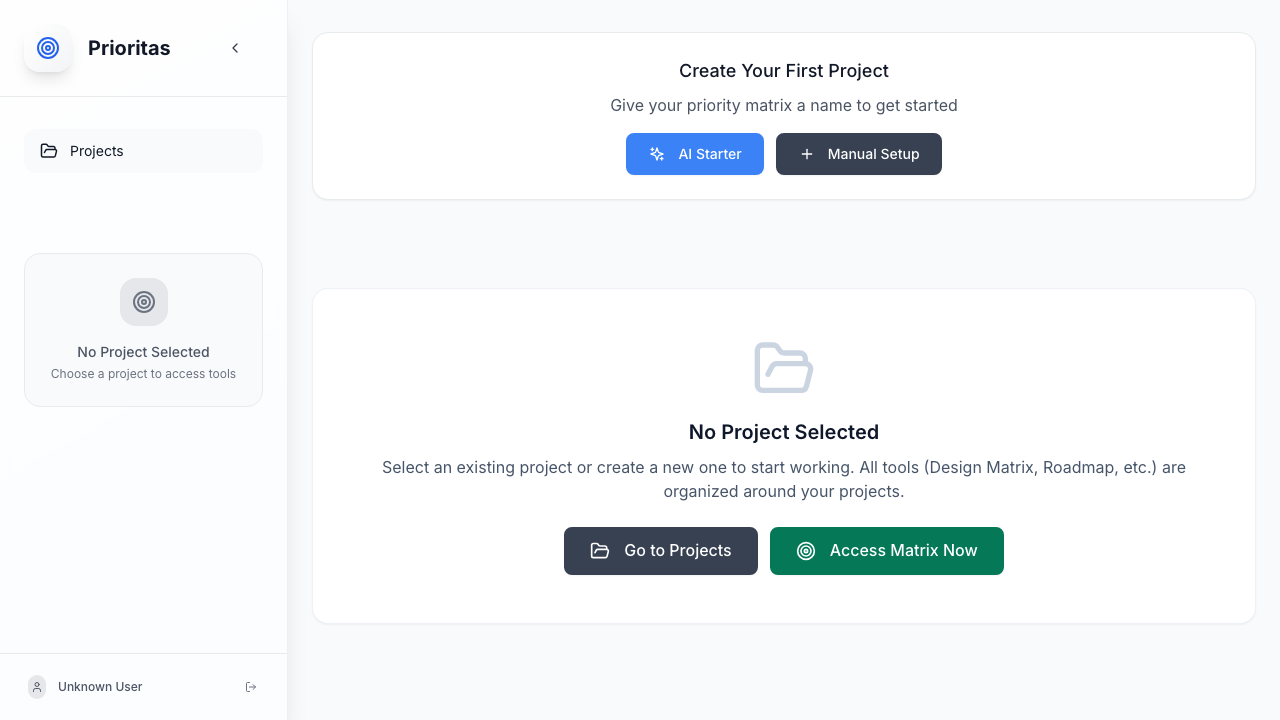 Prioritas
Projects
No Project Selected
Choose a project to access tools
Unknown User
Create Your First Project
Give your priority matrix a name to get started
AI Starter
Manual Setup
No Project Selected
Select an existing project or create a new one to start working. All tools (Design Matrix, Roadmap, etc.) are
organized around your projects.
Go to Projects
Access Matrix Now